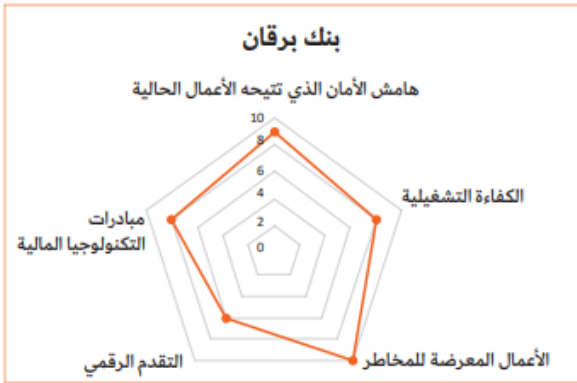 بنك برقان
هامش الأمان الذي تتيحه الأعمال الحالية
10
8
6
4
2
0
الكفاءة التشغيلية
مبادرات
التكنولوجيا المالية
الأعمال المعرضة للمخاطر
التقدم الرقمي